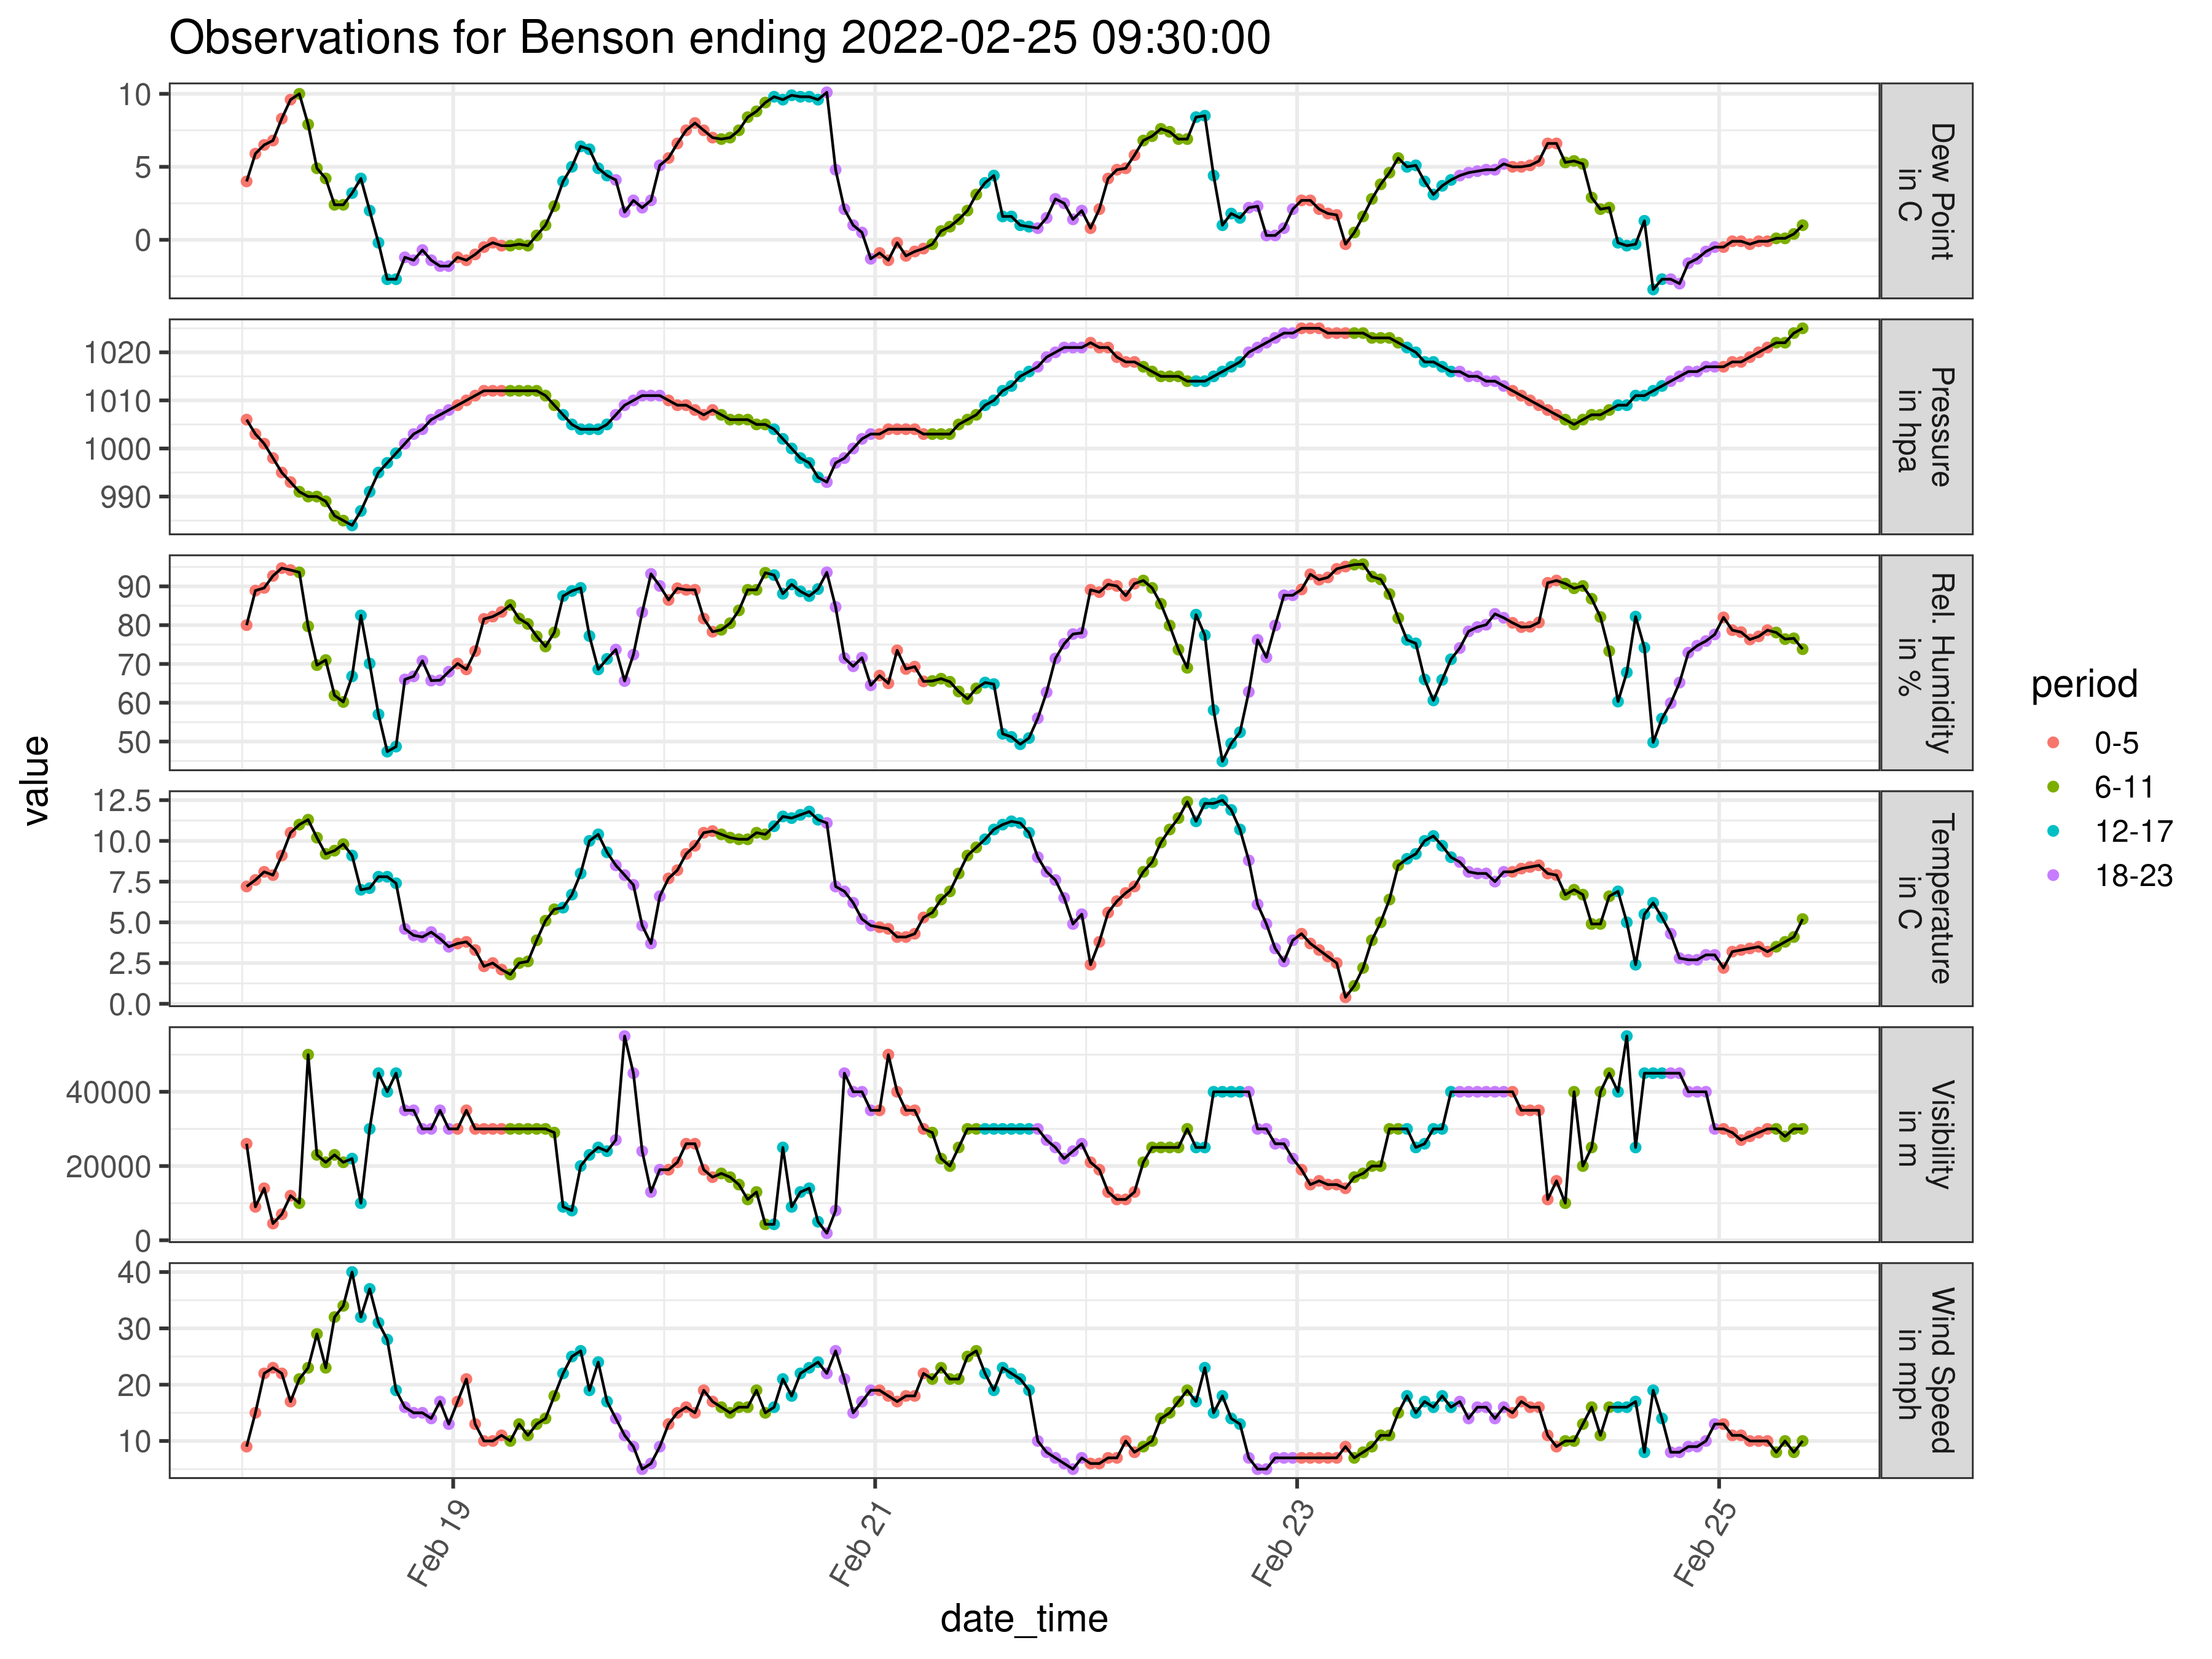 Observations for Benson ending 2022-02-25 09:30:00
value
10
5
0
Dew Point
in C
1020
1010
1000
990
Pressure
in hpa
90
80
70
60
50
Rel. Humidity
in %
12.5
10.0
7.5
5.0
2.5
0.0
Temperature
in C
40000
20000
0
Visibility
in m
40
30
20
10
Wind Speed
in mph
Feb 19
Feb 21
Feb 23
Feb 25
date_time
period
0-5
6-11
12-17
18-23